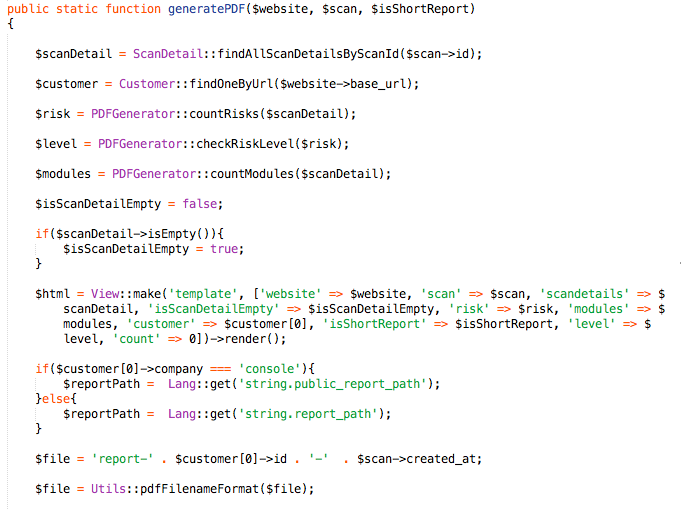 public static function generatePDF($website, $scan, $isShortReport)
{
$scanDetail = ScanDetail::findAllScanDetailsByScanId($scan->id);
$customer = Customer::findOneByUrl($website->base_url);
$risk = PDFGenerator::countRisks($scanDetail);
$level = PDFGenerator::checkRiskLevel($risk);
$modules = PDFGenerator::countModules($scanDetail);
$isScanDetailEmpty = false;
if($scanDetail->isEmpty()){
$isScanDetailEmpty = true;
}
$html = View::make('template', ['website' => $website, 'scan' => $scan, 'scandetails' => $
scanDetail, 'isScanDetailEmpty' => $isScanDetailEmpty, 'risk' => $risk, 'modules' => $
modules, 'customer' => $customer[0], 'isShortReport' => $isShortReport, 'level' => $
level, 'count' => 0])->render();
if($customer[0]->company === 'console'){
$reportPath =  Lang::get('string.public_report_path');
}else{
$reportPath =  Lang::get('string.report_path');
}
$file = 'report-' . $customer[0]->id . '-'  . $scan->created_at;
$file = Utils::pdfFilenameFormat($file);